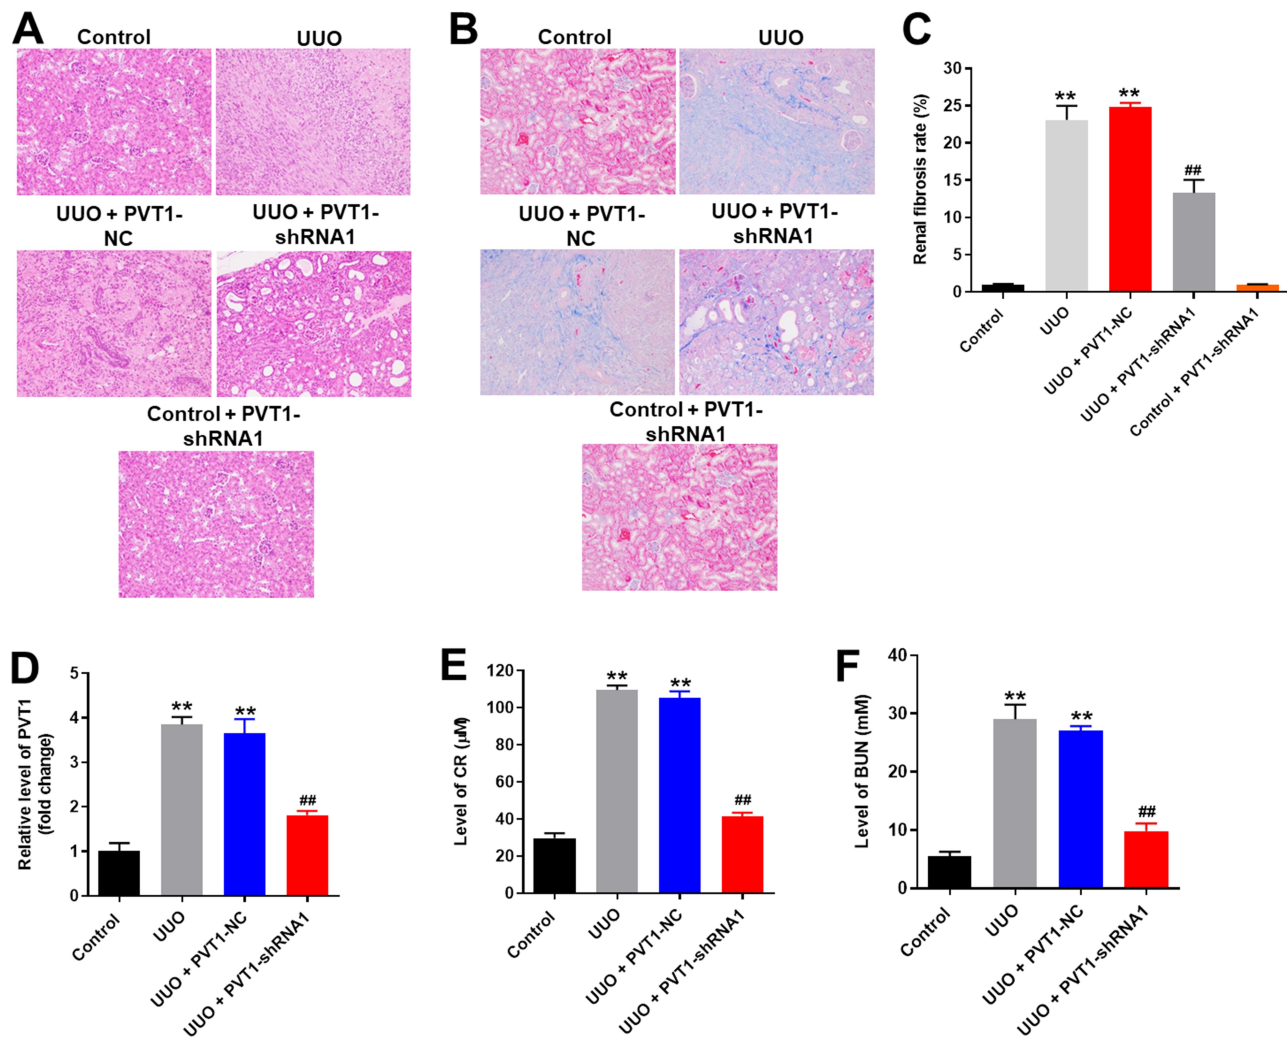 A
Control
UUO
UUO + PVT1-
NC
UUO + PVT1-
shRNA1
Control + PVT1-
shRNA1
B
Control
UUO
UUO + PVT1-
NC
UUO + PVT1-
shRNA1
Control + PVT1-
shRNA1
C
Renal fibrosis rate (%)
30
25
20
15
10
5
0
**
**
##
Control
UUO
UUO + PVT1-NC
UUO + PVT1-shRNA1
Control + PVT1-shRNA1
D
Relative level of PVT1
(fold change)
5
4
3
2
1
0
**
**
##
Control
UUO
UUO + PVT1-NC
UUO + PVT1-shRNA1
E
Level of CR (μM)
120
100
80
60
40
20
0
**
**
##
Control
UUO
UUO + PVT1-NC
UUO + PVT1-shRNA1
F
Level of BUN (mM)
40
30
20
10
0
**
**
##
Control
UUO
UUO + PVT1-NC
UUO + PVT1-shRNA1